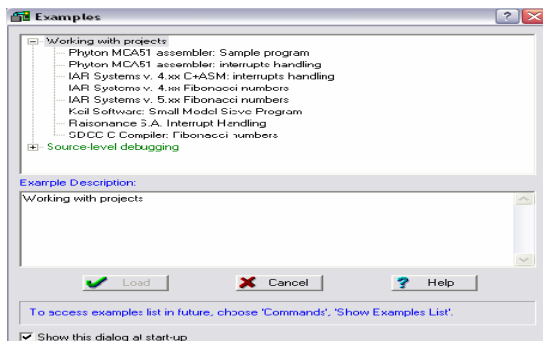 Examples
Working with projects
Phyton MCA51 assembler: Sample program
Phyton MCA51 assembler: interrupts handling
IAR Systems v. 4.xx C+ASM: interrupts handling
IAR Systems v. 4.xx Fibonacci numbers
IAR Systems v. 5.xx Fibonacci numbers
Keil Software: Small Model Sieve Program
Raisonance S.A. Interrupt Handling
SDCC C Compiler: Fibonacci numbers
Source-level debugging
Example Description:
Working with projects
Load Cancel ? Help
To access examples list in future, choose 'Commands', 'Show Examples List'.
Show this dialog at start-up